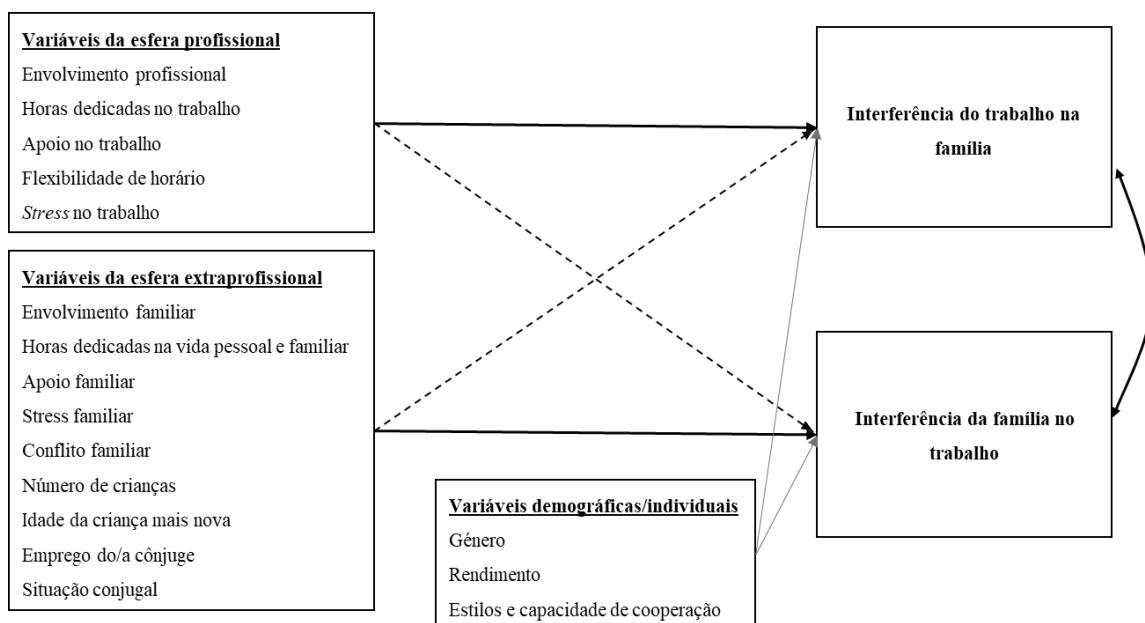 Variáveis da esfera profissional
Envolvimento profissional
Horas dedicadas no trabalho
Apoio no trabalho
Flexibilidade de horário
Stress no trabalho
Variáveis da esfera extraprofissional
Envolvimento familiar
Horas dedicadas na vida pessoal e familiar
Apoio familiar
Stress familiar
Conflito familiar
Número de crianças
Idade da criança mais nova
Emprego do/a cônjuge
Situação conjugal
Variáveis demográficas/individuais
Género
Rendimento
Estilos e capacidade de cooperação
Interferência do trabalho na
família
Interferência da família no
trabalho